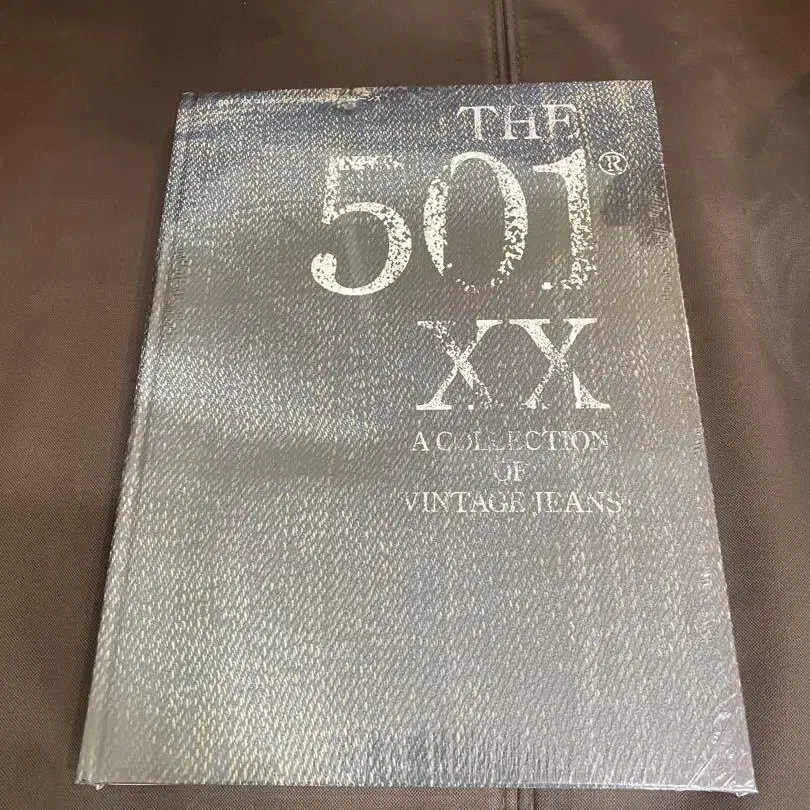 THE
501®
XX
A COLLECTION
OF
VINTAGE JEANS